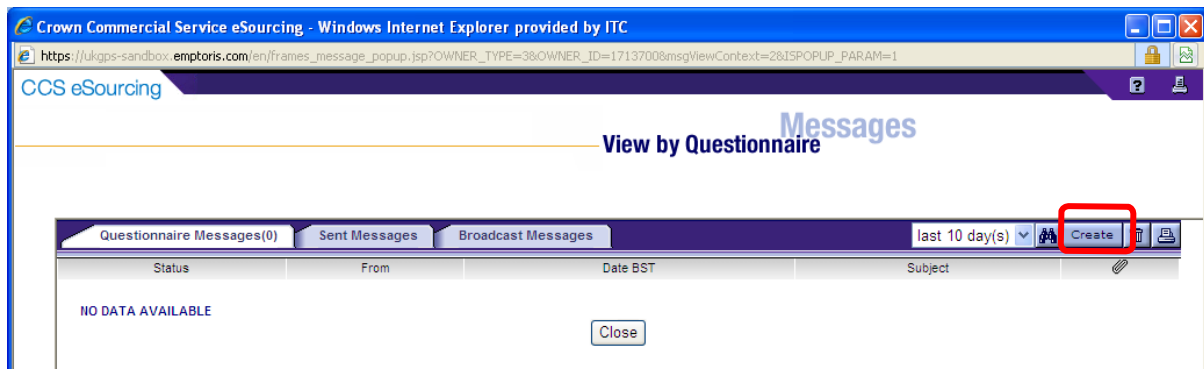 Crown Commercial Service eSourcing - Windows Internet Explorer provided by ITC
https://ukgps-sandbox.emptoris.com/en/frames_message_popup.jsp?OWNER_TYPE=3&OWNER_ID=1713700&msgViewContext=2&ISPOPUP_PARAM=1
CCS eSourcing
Messages
View by Questionnaire
Questionnaire Messages(0) Sent Messages Broadcast Messages last 10 day(s) Create
Status From Date BST Subject
NO DATA AVAILABLE
Close